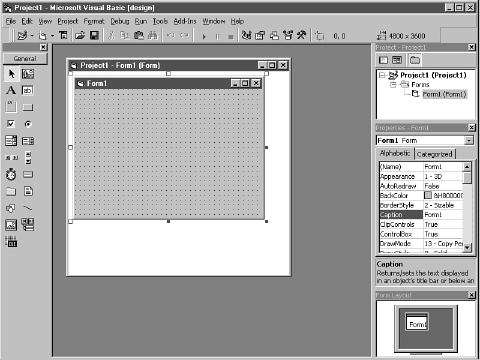 Project1 - Microsoft Visual Basic [design]
File Edit View Project Format Debug Run Tools Add-Ins Window Help
0, 0 4800 x 3600
General
A ab
Project1 - Form1 (Form)
Form1
Project - Project1
Project1 (Project1)
Forms
Form1 (Form1)
Properties - Form1
Form1 Form
Alphabetic Categorized
(Name) Form1
Appearance 1 - 3D
AutoRedraw False
BackColor &H800000
BorderStyle 2 - Sizable
Caption Form1
ClipControls True
ControlBox True
DrawMode 13 - Copy Pe
Caption
Returns/sets the text displayed
in an object's title bar or below an
Form Layout
Form1